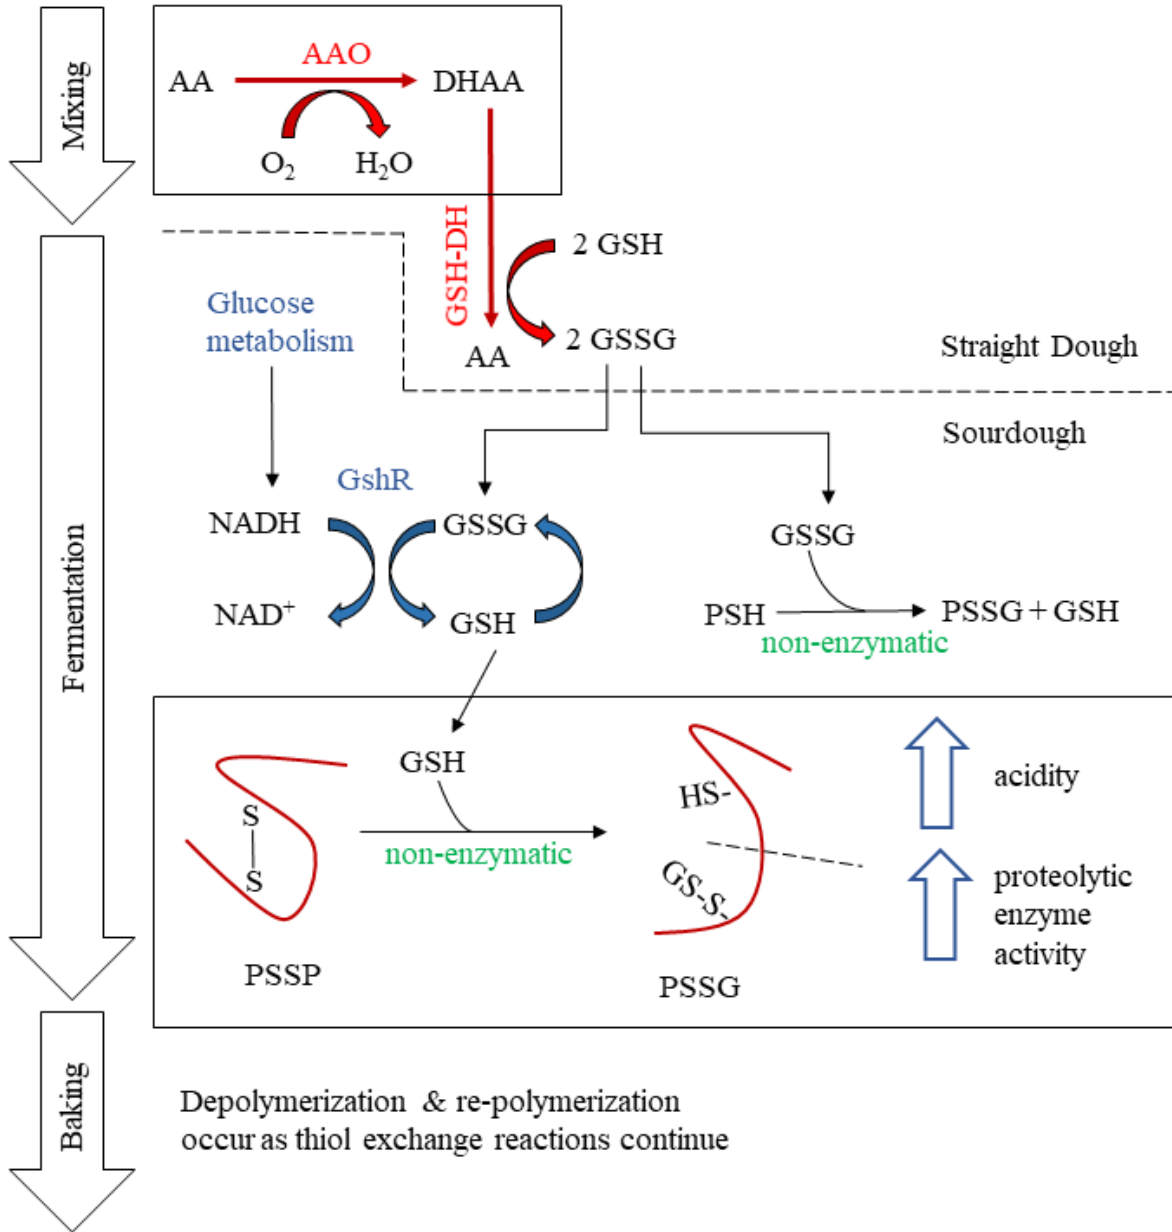 Mixing
AA
AAO
DHAA
O₂
H₂O
GSH-DH
2 GSH
Glucose
metabolism
AA
2 GSSG
Straight Dough
Sourdough
Fermentation
GshR
NADH
GSSG
GSSG
NAD⁺
GSH
PSH
PSSG + GSH
non-enzymatic
GSH
HS-
acidity
S
S
non-enzymatic
GS-S-
proteolytic
enzyme
activity
PSSP
PSSG
Baking
Depolymerization & re-polymerization
occur as thiol exchange reactions continue